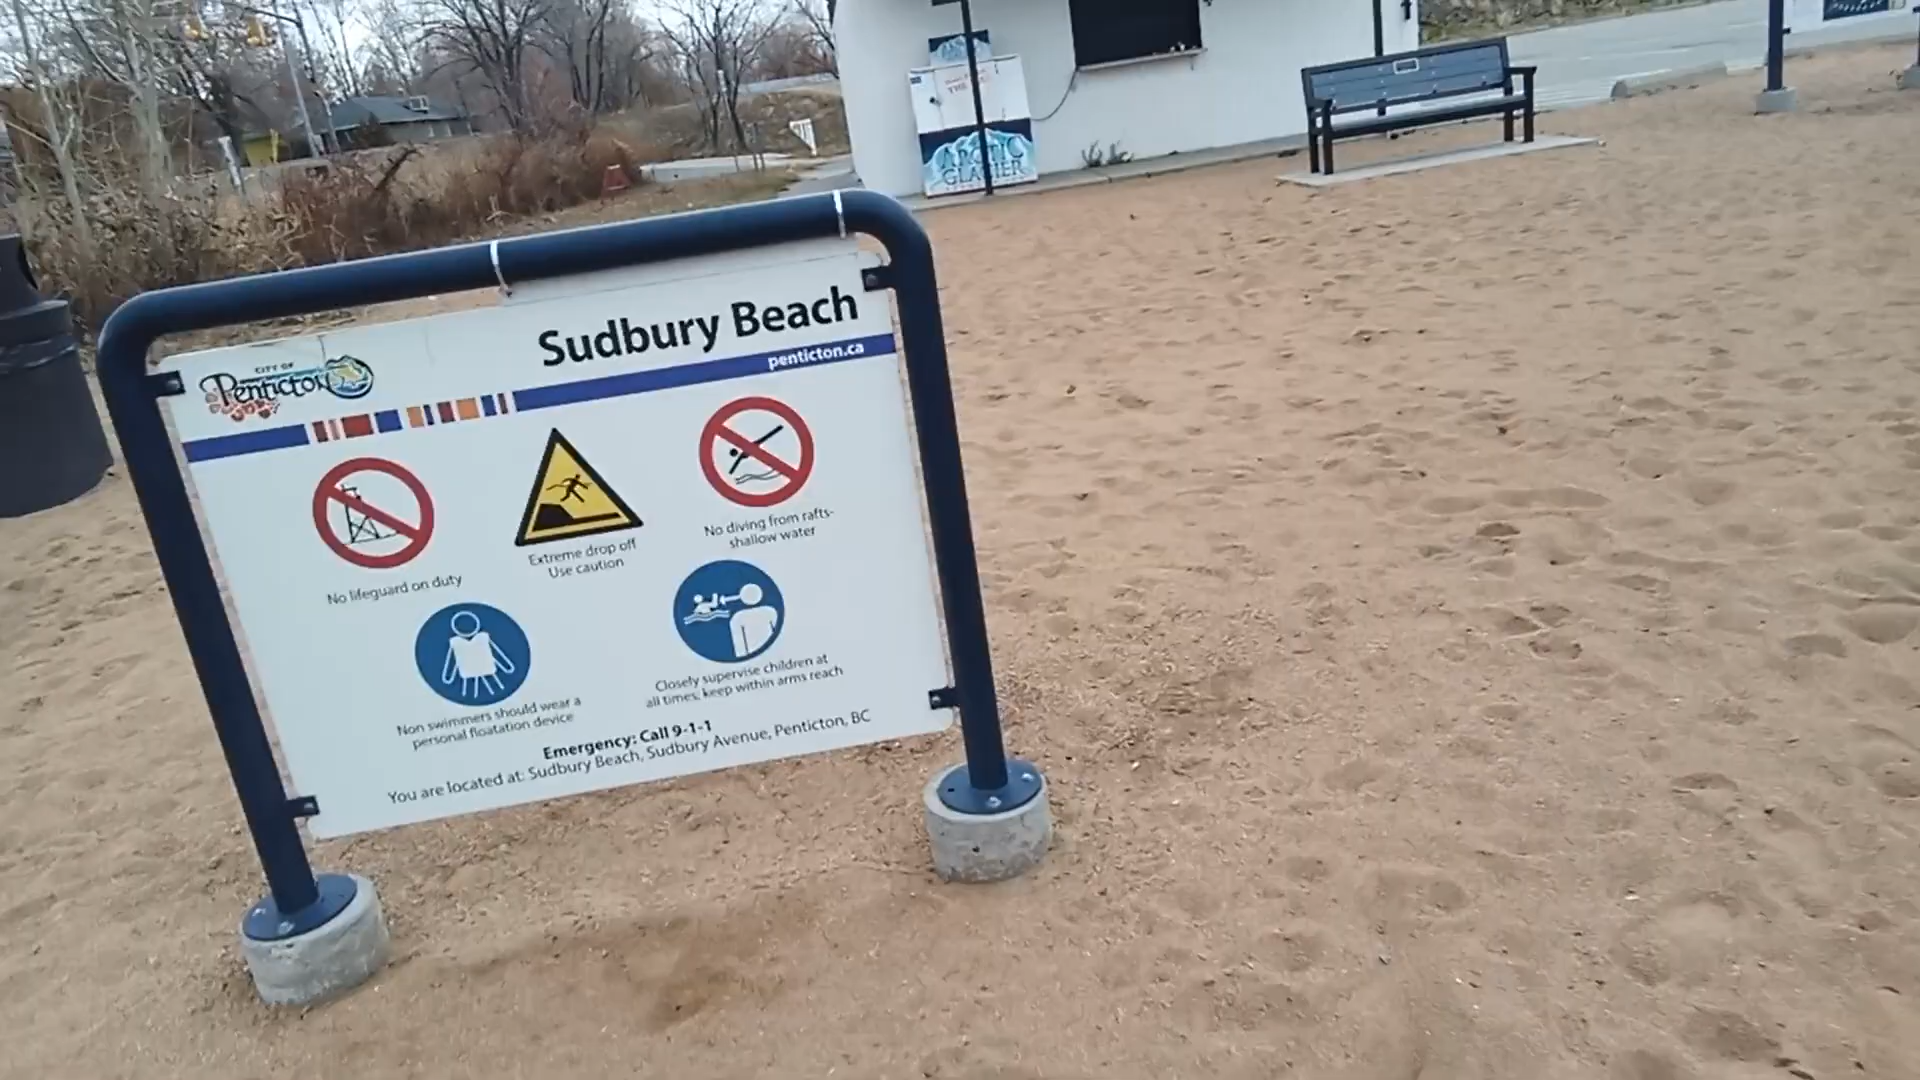 ARCTIC
GLACIER
Sudbury Beach
penticton.ca
CITY OF
Penticton
No lifeguard on duty
Extreme drop off
Use caution
No diving from rafts-
shallow water
Non swimmers should wear a
personal floatation device
Closely supervise children at
all times; keep within arms reach
Emergency: Call 9-1-1
You are located at: Sudbury Beach, Sudbury Avenue, Penticton, BC